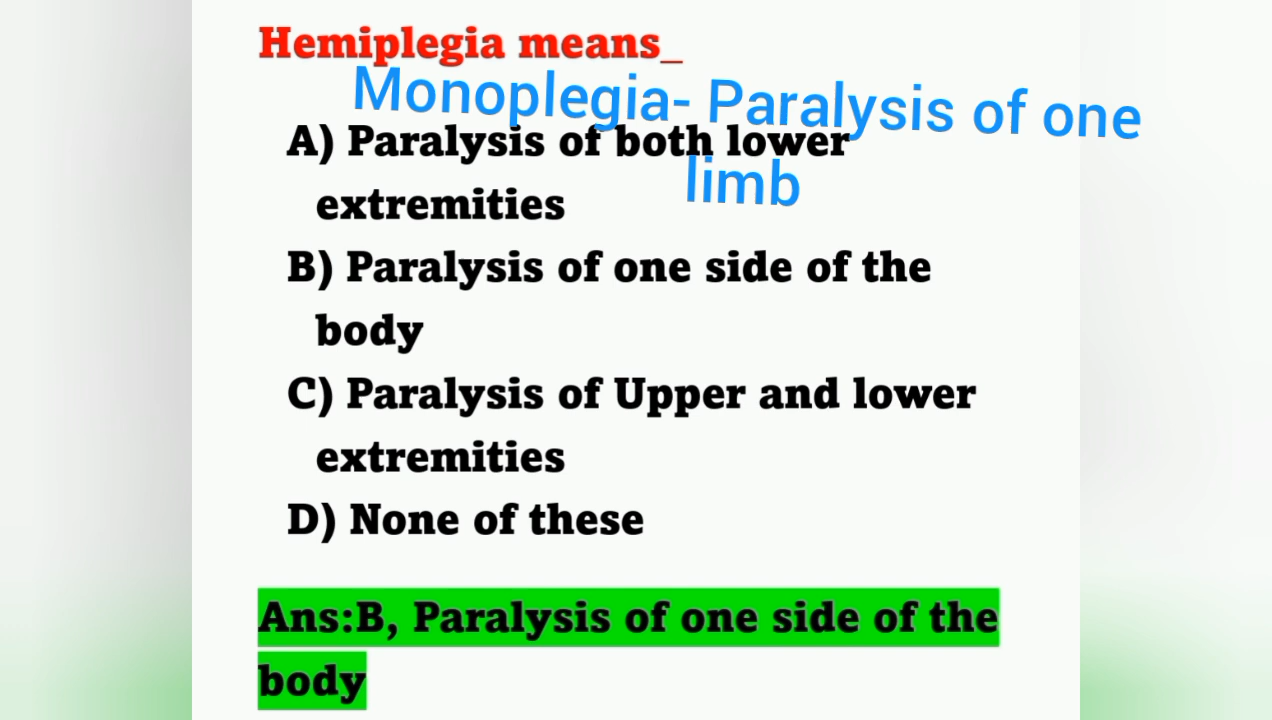 Hemiplegia means_
Monoplegia- Paralysis of one
limb
A) Paralysis of both lower
extremities
B) Paralysis of one side of the
body
C) Paralysis of Upper and lower
extremities
D) None of these
Ans:B, Paralysis of one side of the
body